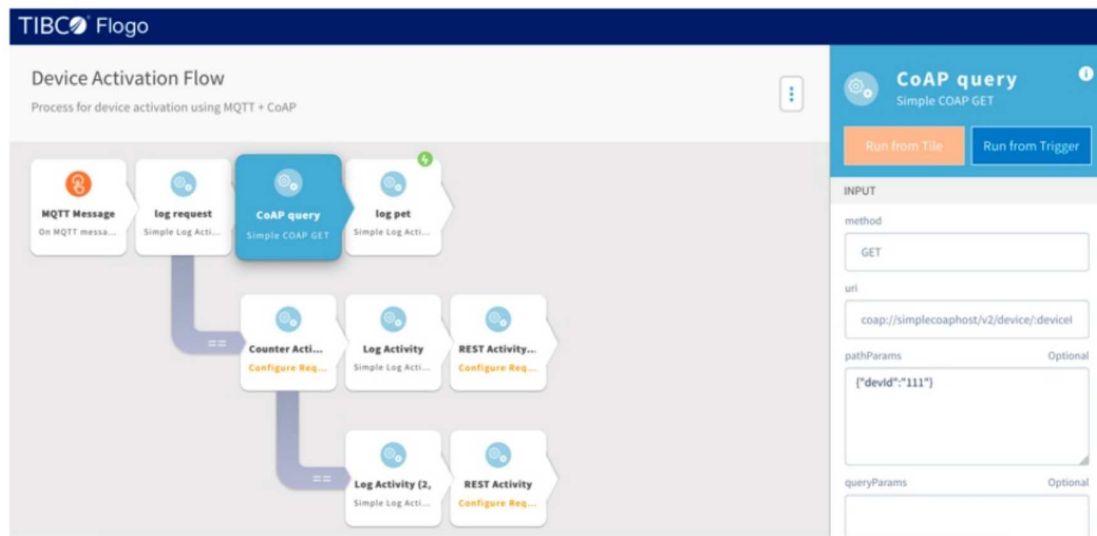 TIBCO Flogo
Device Activation Flow
Process for device activation using MQTT + CoAP
MQTT Message
On MQTT messa...
log request
Simple Log Acti...
CoAP query
Simple COAP GET
log pet
Simple Log Acti...
==
Counter Acti...
Configure Req...
Log Activity
Simple Log Acti...
REST Activity...
Configure Req...
==
Log Activity (2,
Simple Log Acti...
REST Activity
Configure Req...
CoAP query
Simple COAP GET
Run from Tile
Run from Trigger
INPUT
method
GET
uri
coap://simplecoaphost/v2/device/:deviceI
pathParams Optional
{"devId":"111"}
queryParams Optional